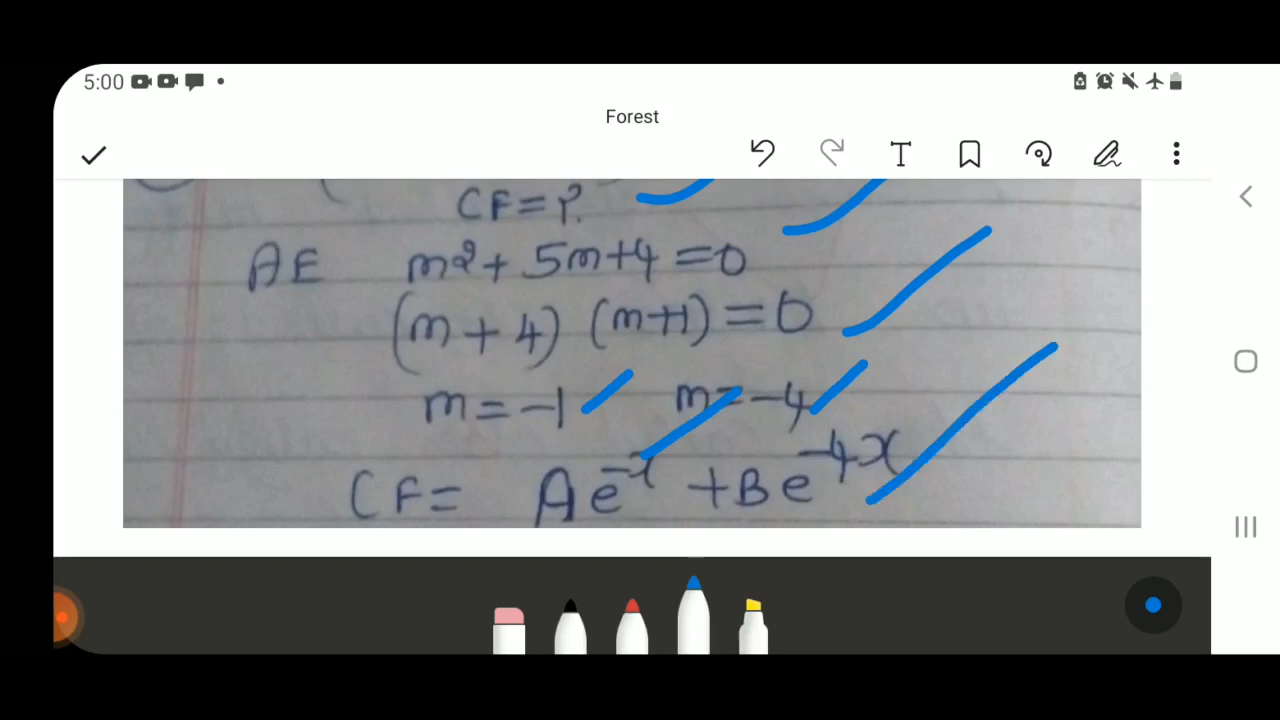 5:00
Forest
T
CF=?
AE m²+5m+4=0
(m+4) (m+1)=0
m=-1 m=-4
CF= Ae^-x +Be^-4x